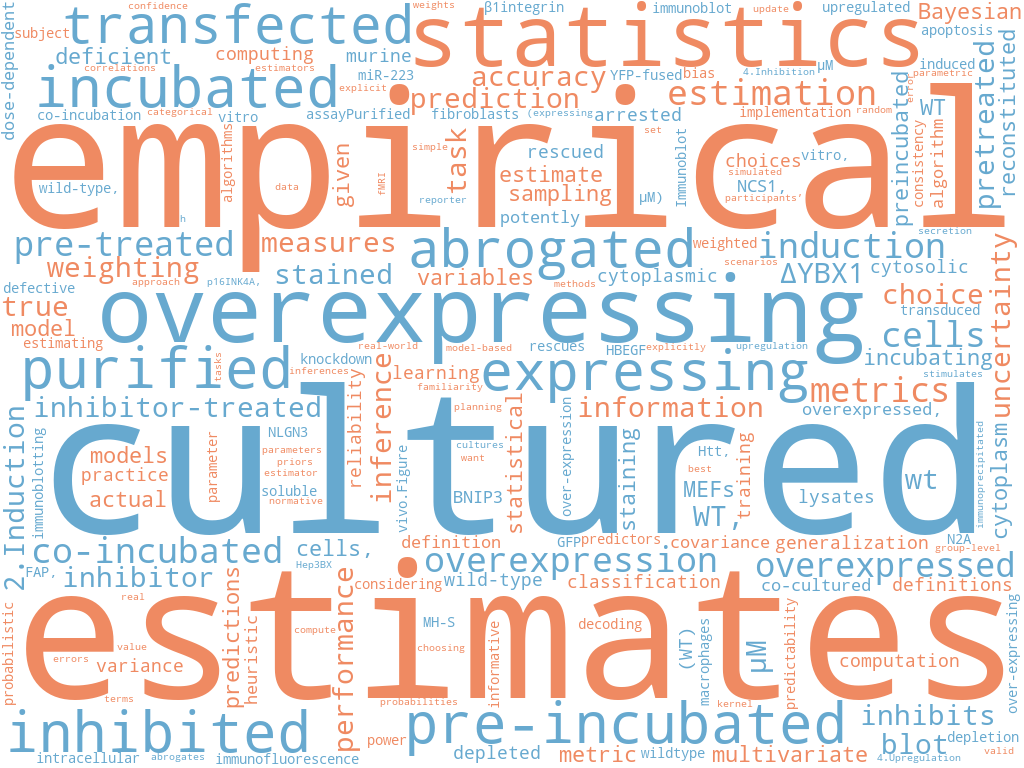 confidence
weights
β1integrin
immunoblot
update
upregulated
Bayesian
subject
transfected
statistics
apoptosis
dose-dependent
deficient
computing
murine
correlations
estimators
miR-223
accuracy
YFP-fused
bias
4.Inhibition
μM
induced
parametric
incubated
explicit
prediction
estimation
error
WT
pretreated
reconstituted
co-incubation
categorical
vitro
assayPurified
fibroblasts
(expressing
arrested
implementation
random
preincubated
empirical
algorithms
given
simple
task
rescued
set
Immunoblot
choices
vitro,
consistency
algorithm
wild-type,
data
fMRI
estimate
simulated
NCS1,
reporter
sampling
μM)
participants'
h
potently
secretion
pre-treated
measures
abrogated
weighted
induction
uncertainty
weighting
stained
variables
cytoplasmic
scenarios
ΔYBX1
cytosolic
defective
approach
p16INK4A,
methods
true
overexpressing
choice
model
transduced
estimating
cells
real-world
model-based
rescues
HBEGF
explicitly
upregulation
purified
tasks
knockdown
inferences
learning
expressing
incubating
stimulates
familiarity
metrics
inhibitor-treated
reliability
inference
planning
information
overexpressed,
cytoplasm
cultured
NLGN3
statistical
over-expression
2.Induction
immunoblotting
models
parameter
parameters
cultures
Htt,
training
practice
priors
want
staining
best
estimator
vivo.Figure
MEFs
wt
immunoprecipitated
actual
soluble
BNIP3
lysates
normative
WT,
co-incubated
cells,
definition
GFP
predictors
covariance
generalization
N2A
group-level
overexpression
Hep3BX
overexpressed
FAP,
inhibitor
considering
wild-type
classification
co-cultured
definitions
estimates
real
predictions
heuristic
performance
probabilistic
compute
MH-S
informative
decoding
macrophages
(WT)
μM
predictability
over-expressing
value
choosing
errors
variance
computation
terms
probabilities
kernel
inhibited
pre-incubated
inhibits
power
blot
depletion
intracellular
abrogates
immunofluorescence
depleted
metric
wildtype
multivariate
4.Upregulation
valid